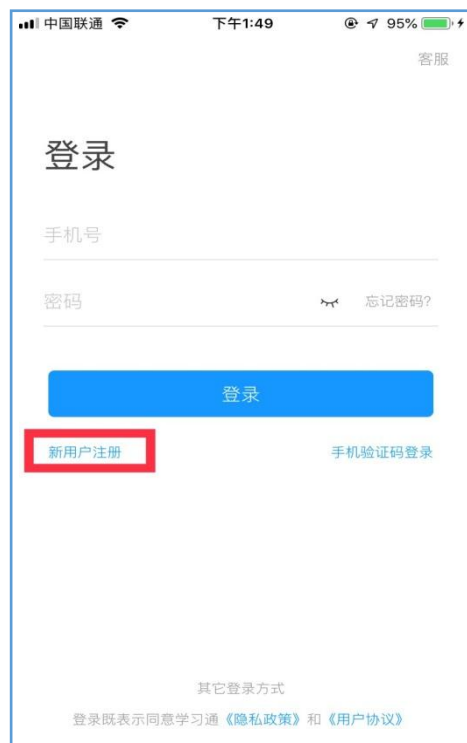 中国联通 下午1:49 95%
客服
登录
手机号
密码 忘记密码?
登录
新用户注册 手机验证码登录
其它登录方式
登录既表示同意学习通《隐私政策》和《用户协议》